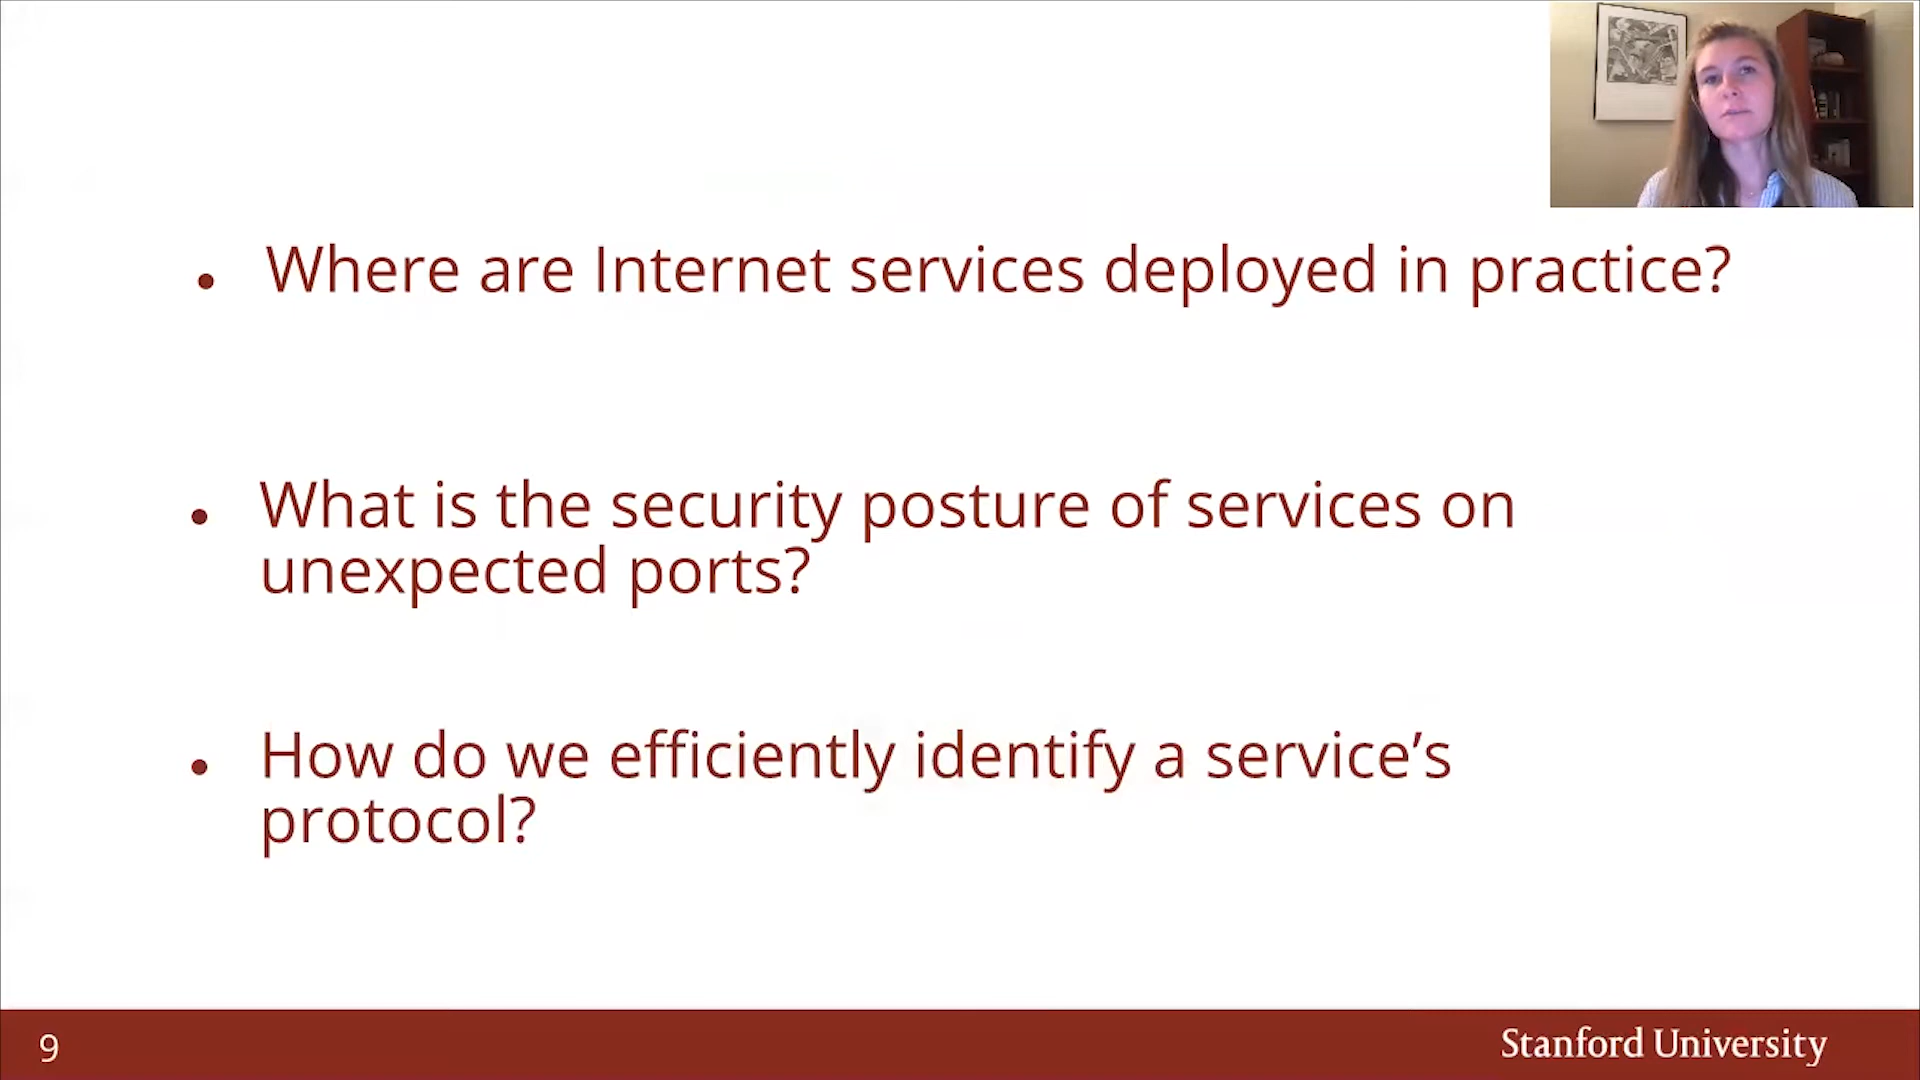 • Where are Internet services deployed in practice?
• What is the security posture of services on
unexpected ports?
• How do we efficiently identify a service’s
protocol?
9
Stanford University